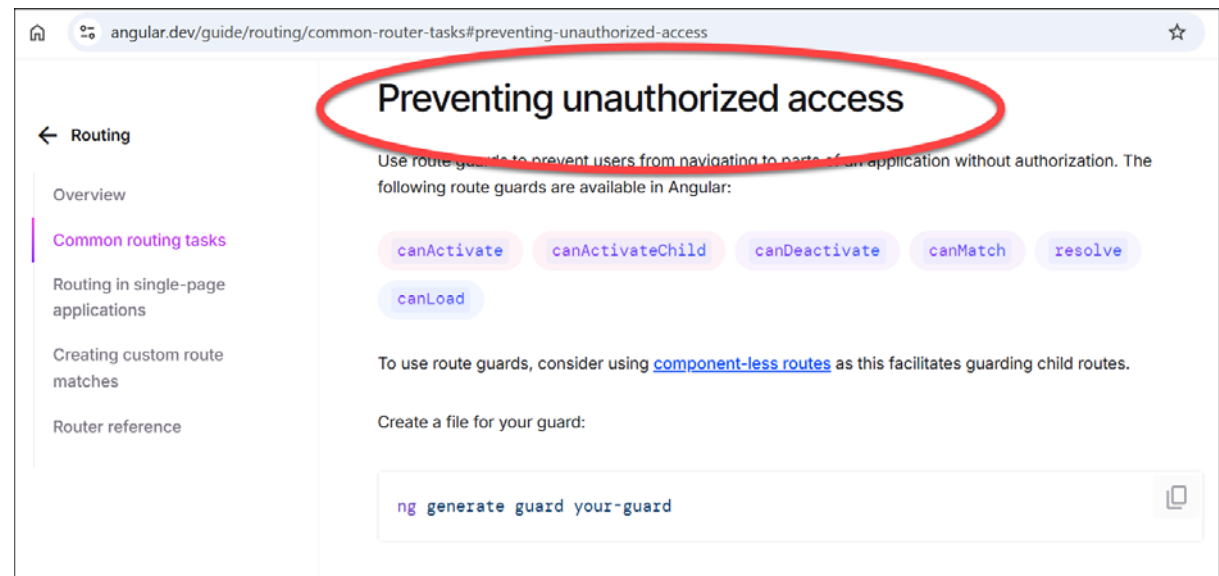 angular.dev/guide/routing/common-router-tasks#preventing-unauthorized-access
Routing
Overview
Common routing tasks
Routing in single-page
applications
Creating custom route
matches
Router reference
Preventing unauthorized access
Use route guards to prevent users from navigating to parts of an application without authorization. The
following route guards are available in Angular:
canActivate canActivateChild canDeactivate canMatch resolve
canLoad
To use route guards, consider using component-less routes as this facilitates guarding child routes.
Create a file for your guard:
ng generate guard your-guard